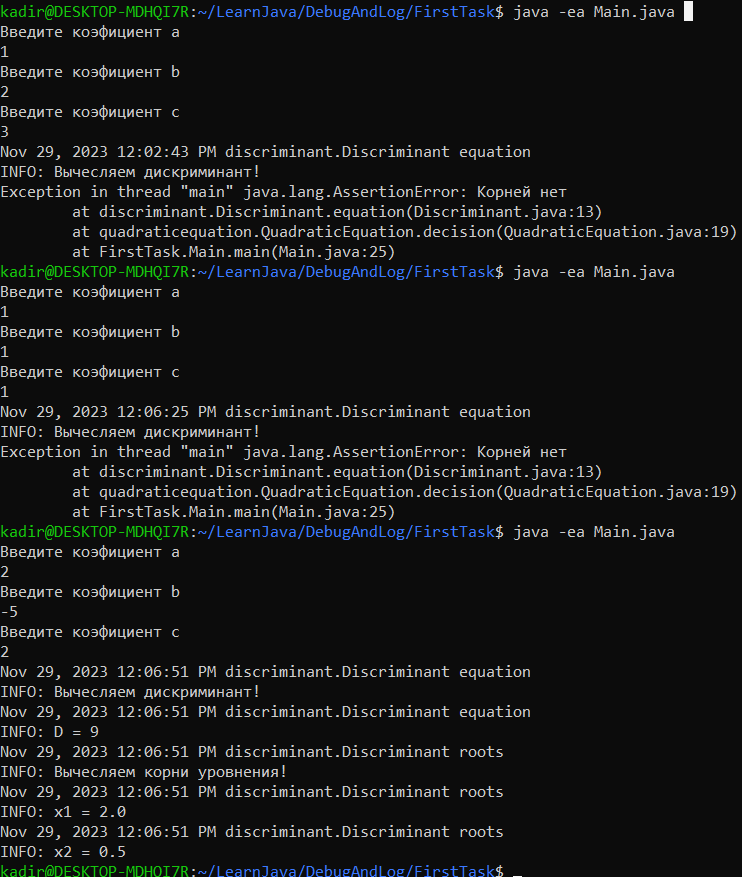 kadir@DESKTOP-MDHQI7R:~/LearnJava/DebugAndLog/FirstTask$ java -ea Main.java
Введите коэфициент a
1
Введите коэфициент b
2
Введите коэфициент c
3
Nov 29, 2023 12:02:43 PM discriminant.Discriminant equation
INFO: Вычесляем дискриминант!
Exception in thread "main" java.lang.AssertionError: Корней нет
        at discriminant.Discriminant.equation(Discriminant.java:13)
        at quadraticequation.QuadraticEquation.decision(QuadraticEquation.java:19)
        at FirstTask.Main.main(Main.java:25)
kadir@DESKTOP-MDHQI7R:~/LearnJava/DebugAndLog/FirstTask$ java -ea Main.java
Введите коэфициент a
1
Введите коэфициент b
1
Введите коэфициент c
1
Nov 29, 2023 12:06:25 PM discriminant.Discriminant equation
INFO: Вычесляем дискриминант!
Exception in thread "main" java.lang.AssertionError: Корней нет
        at discriminant.Discriminant.equation(Discriminant.java:13)
        at quadraticequation.QuadraticEquation.decision(QuadraticEquation.java:19)
        at FirstTask.Main.main(Main.java:25)
kadir@DESKTOP-MDHQI7R:~/LearnJava/DebugAndLog/FirstTask$ java -ea Main.java
Введите коэфициент a
2
Введите коэфициент b
-5
Введите коэфициент c
2
Nov 29, 2023 12:06:51 PM discriminant.Discriminant equation
INFO: Вычесляем дискриминант!
Nov 29, 2023 12:06:51 PM discriminant.Discriminant equation
INFO: D = 9
Nov 29, 2023 12:06:51 PM discriminant.Discriminant roots
INFO: Вычесляем корни уровнения!
Nov 29, 2023 12:06:51 PM discriminant.Discriminant roots
INFO: x1 = 2.0
Nov 29, 2023 12:06:51 PM discriminant.Discriminant roots
INFO: x2 = 0.5
kadir@DESKTOP-MDHQI7R:~/LearnJava/DebugAndLog/FirstTask$